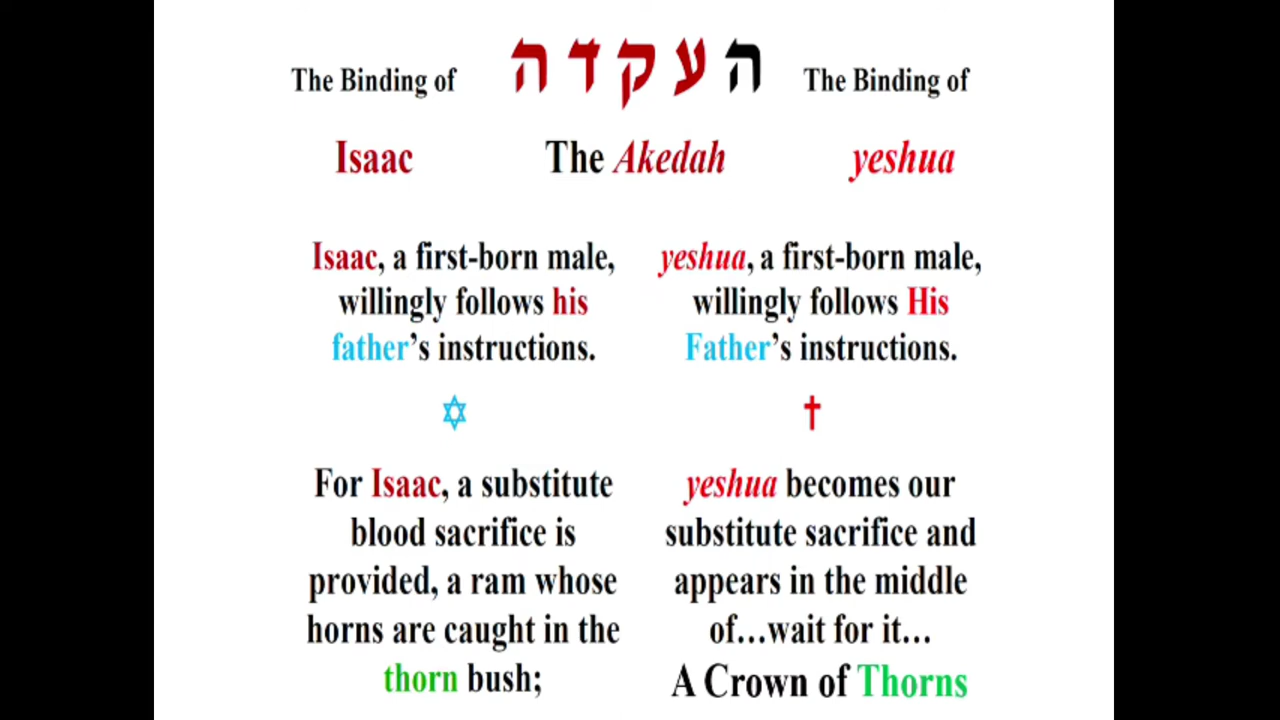 The Binding of העקדה The Binding of
Isaac The Akedah yeshua
Isaac, a first-born male,
willingly follows his
father's instructions.
yeshua, a first-born male,
willingly follows His
Father's instructions.
✡ ✝
For Isaac, a substitute
blood sacrifice is
provided, a ram whose
horns are caught in the
thorn bush;
yeshua becomes our
substitute sacrifice and
appears in the middle
of…wait for it…
A Crown of Thorns